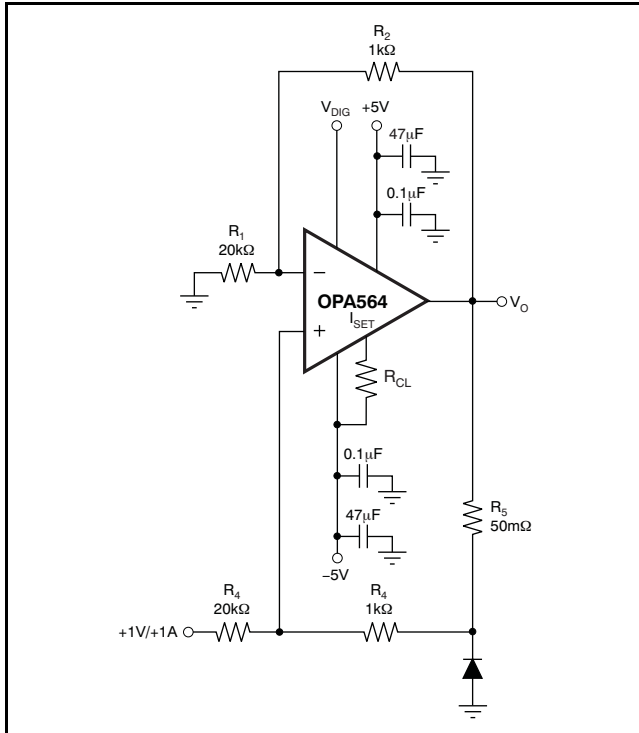 R2
1kΩ
VDIG
+5V
47μF
0.1μF
R1
20kΩ
−
OPA564
ISET
+
VO
RCL
0.1μF
47μF
−5V
R5
50mΩ
R4
20kΩ
R4
1kΩ
+1V/+1A